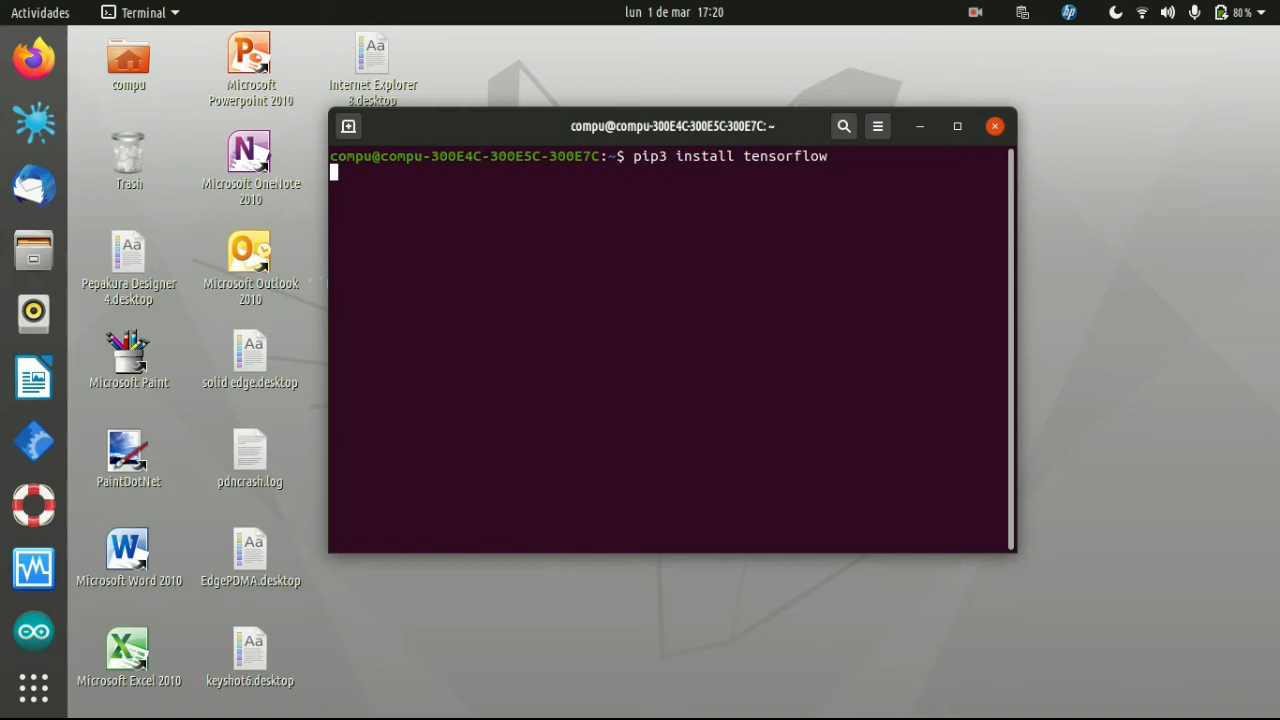 Actividades
Terminal
lun 1 de mar 17:20
hp
80 %
compu
Microsoft
Powerpoint 2010
Internet Explorer
8.desktop
Trash
Microsoft OneNote
2010
Pepakura Designer
4.desktop
Microsoft Outlook
2010
Microsoft Paint
solid edge.desktop
PaintDotNet
pdncrash.log
Microsoft Word 2010
EdgePDMA.desktop
Microsoft Excel 2010
keyshot6.desktop
compu@compu-300E4C-300E5C-300E7C: ~
compu@compu-300E4C-300E5C-300E7C:~$ pip3 install tensorflow